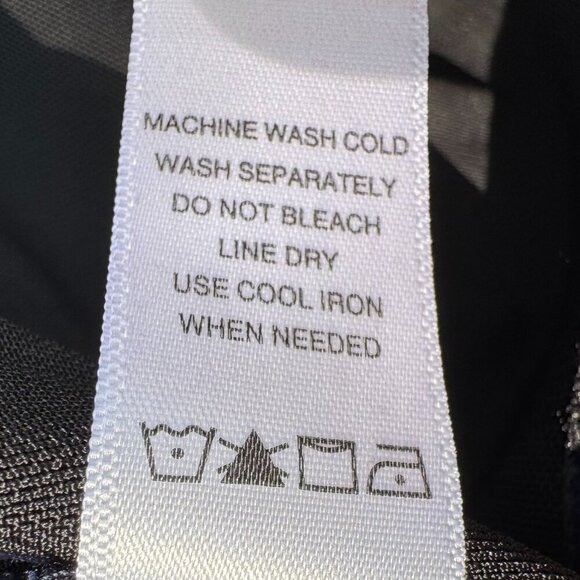 MACHINE WASH COLD
WASH SEPARATELY
DO NOT BLEACH
LINE DRY
USE COOL IRON
WHEN NEEDED